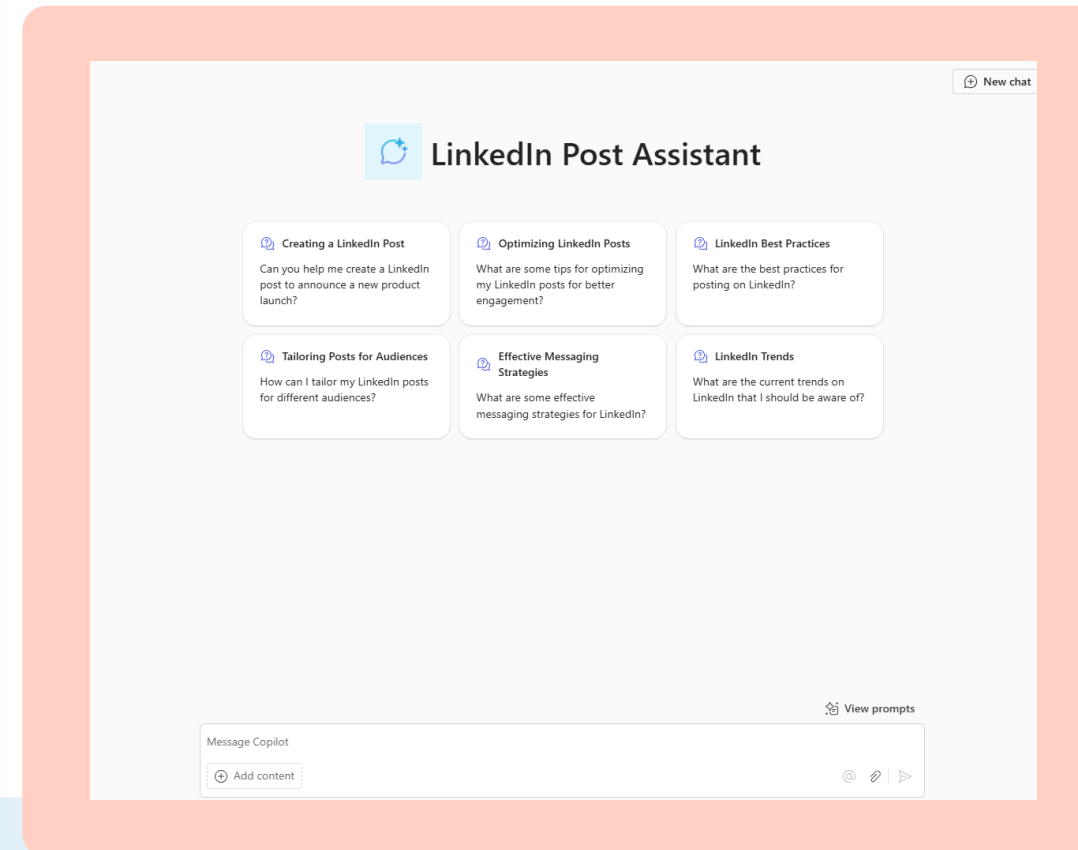 New chat
LinkedIn Post Assistant
Creating a LinkedIn Post
Can you help me create a LinkedIn
post to announce a new product
launch?
Optimizing LinkedIn Posts
What are some tips for optimizing
my LinkedIn posts for better
engagement?
LinkedIn Best Practices
What are the best practices for
posting on LinkedIn?
Tailoring Posts for Audiences
How can I tailor my LinkedIn posts
for different audiences?
Effective Messaging
Strategies
What are some effective
messaging strategies for LinkedIn?
LinkedIn Trends
What are the current trends on
LinkedIn that I should be aware of?
View prompts
Message Copilot
Add content